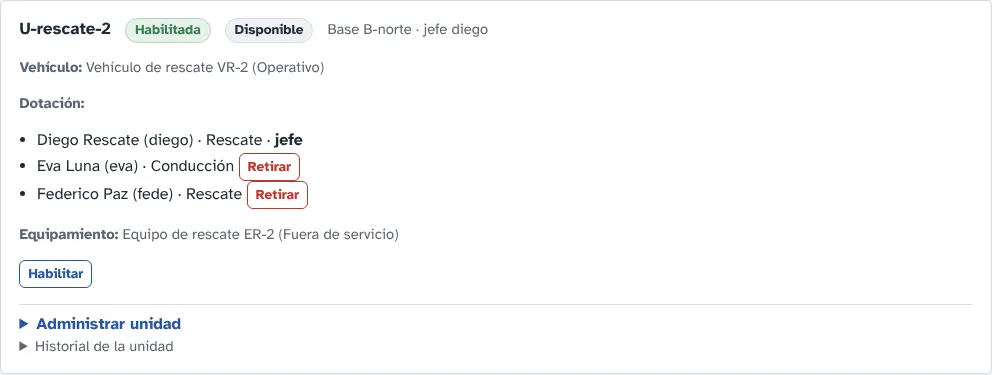 U-rescate-2 Habilitada Disponible Base B-norte · jefe diego
Vehículo: Vehículo de rescate VR-2 (Operativo)
Dotación:
• Diego Rescate (diego) · Rescate · jefe
• Eva Luna (eva) · Conducción Retirar
• Federico Paz (fede) · Rescate Retirar
Equipamiento: Equipo de rescate ER-2 (Fuera de servicio)
Habilitar
▶ Administrar unidad
▶ Historial de la unidad